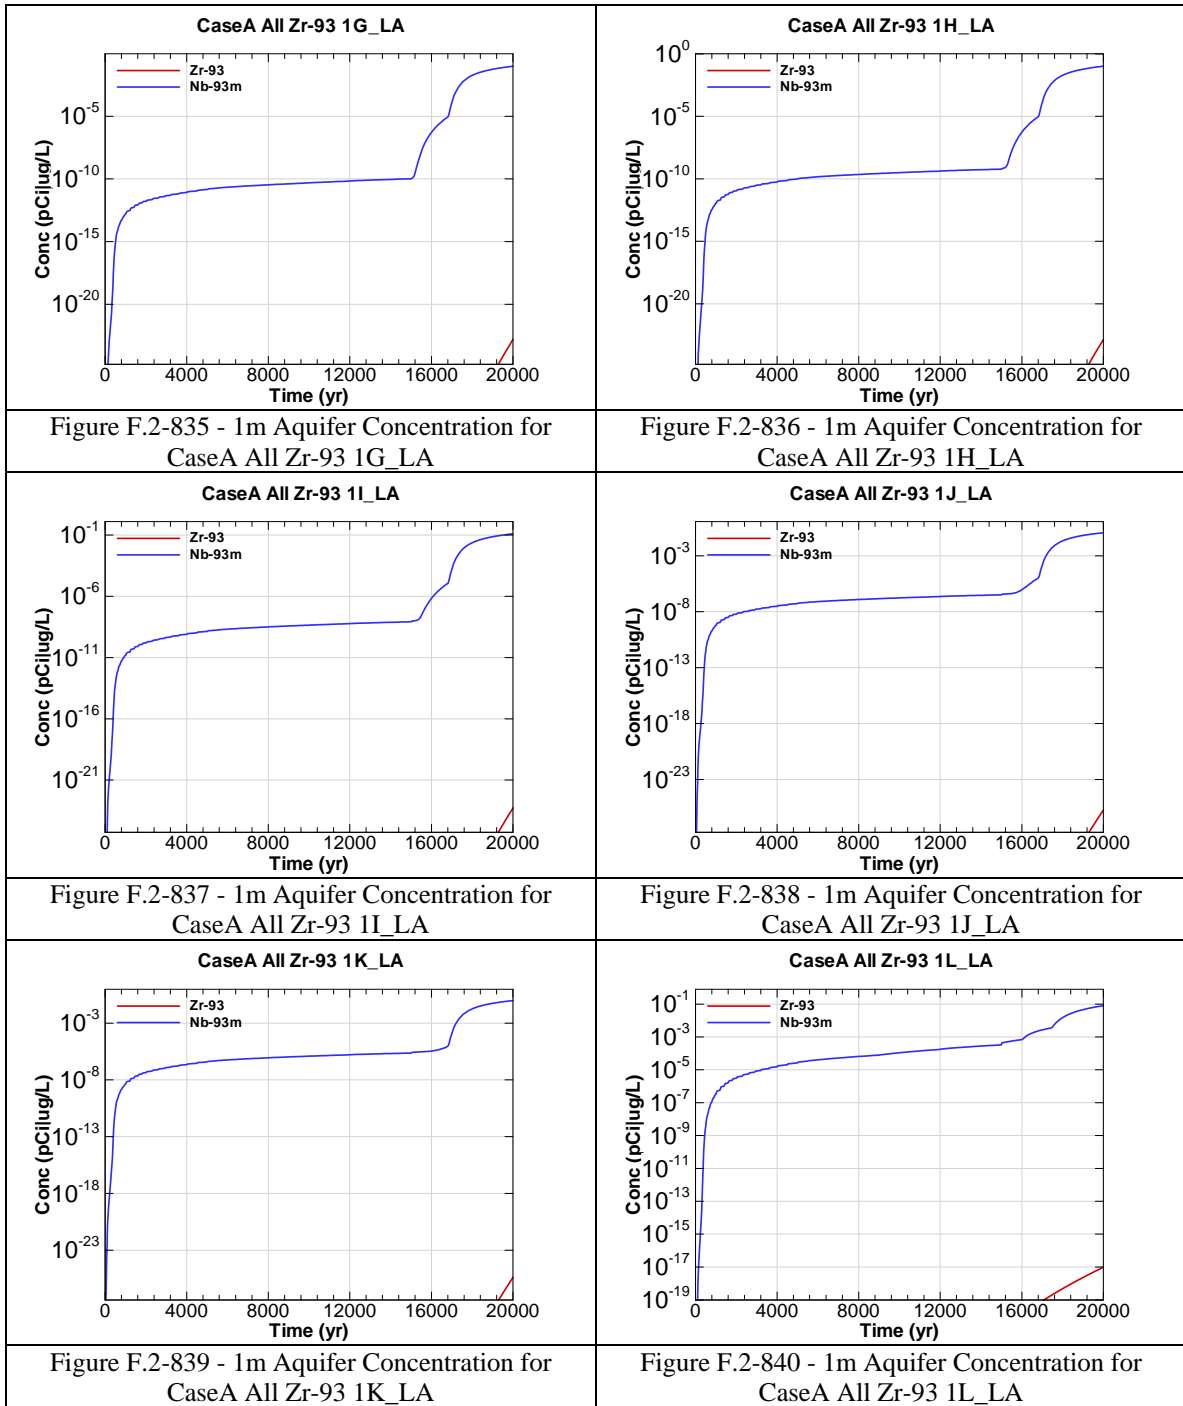 CaseA All Zr-93 1G_LA
Zr-93
Nb-93m
10^-5
10^-10
10^-15
10^-20
Conc (pCi|ug/L)
0 4000 8000 12000 16000 20000
Time (yr)
Figure F.2-835 - 1m Aquifer Concentration for
CaseA All Zr-93 1G_LA
CaseA All Zr-93 1H_LA
Zr-93
Nb-93m
10^0
10^-5
10^-10
10^-15
10^-20
Conc (pCi|ug/L)
0 4000 8000 12000 16000 20000
Time (yr)
Figure F.2-836 - 1m Aquifer Concentration for
CaseA All Zr-93 1H_LA
CaseA All Zr-93 1I_LA
Zr-93
Nb-93m
10^-1
10^-6
10^-11
10^-16
10^-21
Conc (pCi|ug/L)
0 4000 8000 12000 16000 20000
Time (yr)
Figure F.2-837 - 1m Aquifer Concentration for
CaseA All Zr-93 1I_LA
CaseA All Zr-93 1J_LA
Zr-93
Nb-93m
10^-3
10^-8
10^-13
10^-18
10^-23
Conc (pCi|ug/L)
0 4000 8000 12000 16000 20000
Time (yr)
Figure F.2-838 - 1m Aquifer Concentration for
CaseA All Zr-93 1J_LA
CaseA All Zr-93 1K_LA
Zr-93
Nb-93m
10^-3
10^-8
10^-13
10^-18
10^-23
Conc (pCi|ug/L)
0 4000 8000 12000 16000 20000
Time (yr)
Figure F.2-839 - 1m Aquifer Concentration for
CaseA All Zr-93 1K_LA
CaseA All Zr-93 1L_LA
Zr-93
Nb-93m
10^-1
10^-3
10^-5
10^-7
10^-9
10^-11
10^-13
10^-15
10^-17
10^-19
Conc (pCi|ug/L)
0 4000 8000 12000 16000 20000
Time (yr)
Figure F.2-840 - 1m Aquifer Concentration for
CaseA All Zr-93 1L_LA